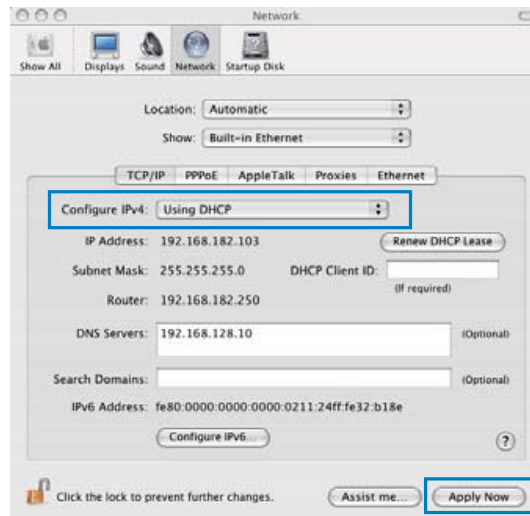 Network
Show All Displays Sound Network Startup Disk
Location: Automatic
Show: Built-in Ethernet
TCP/IP PPPoE AppleTalk Proxies Ethernet
Configure IPv4: Using DHCP
IP Address: 192.168.182.103 Renew DHCP Lease
Subnet Mask: 255.255.255.0 DHCP Client ID:
(If required)
Router: 192.168.182.250
DNS Servers: 192.168.128.10 (Optional)
Search Domains: (Optional)
IPv6 Address: fe80:0000:0000:0000:0211:24ff:fe32:b18e
Configure IPv6... ?
Click the lock to prevent further changes. Assist me... Apply Now